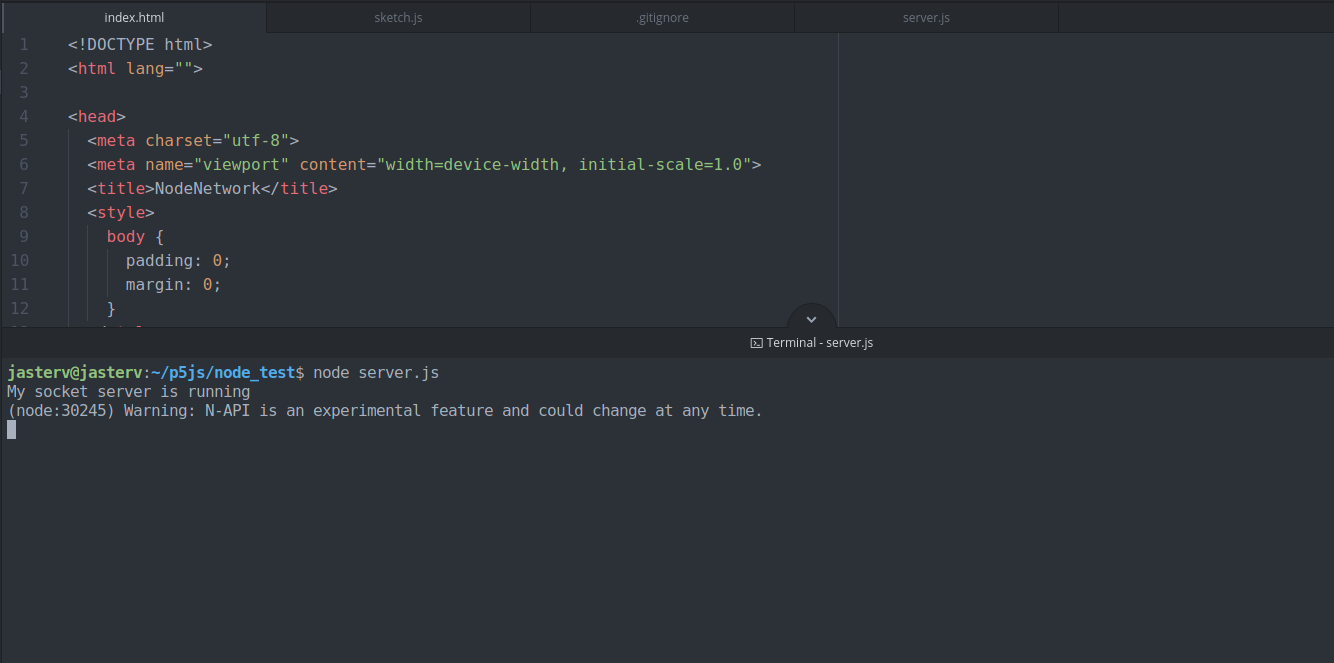 index.html sketch.js .gitignore server.js
1 <!DOCTYPE html>
2 <html lang="">
3
4 <head>
5 <meta charset="utf-8">
6 <meta name="viewport" content="width=device-width, initial-scale=1.0">
7 <title>NodeNetwork</title>
8 <style>
9 body {
10 padding: 0;
11 margin: 0;
12 }
Terminal - server.js
jasterv@jasterv:~/p5js/node_test$ node server.js
My socket server is running
(node:30245) Warning: N-API is an experimental feature and could change at any time.